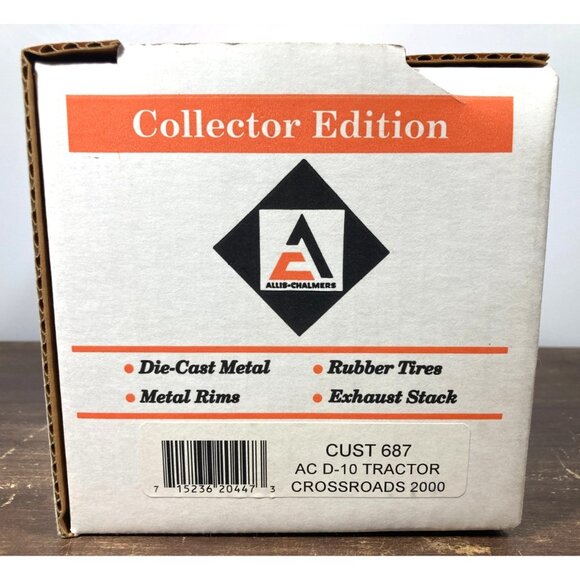 Collector Edition
ALLIS-CHALMERS
• Die-Cast Metal • Rubber Tires
• Metal Rims • Exhaust Stack
CUST 687
AC D-10 TRACTOR
CROSSROADS 2000
7 15236 20447 3